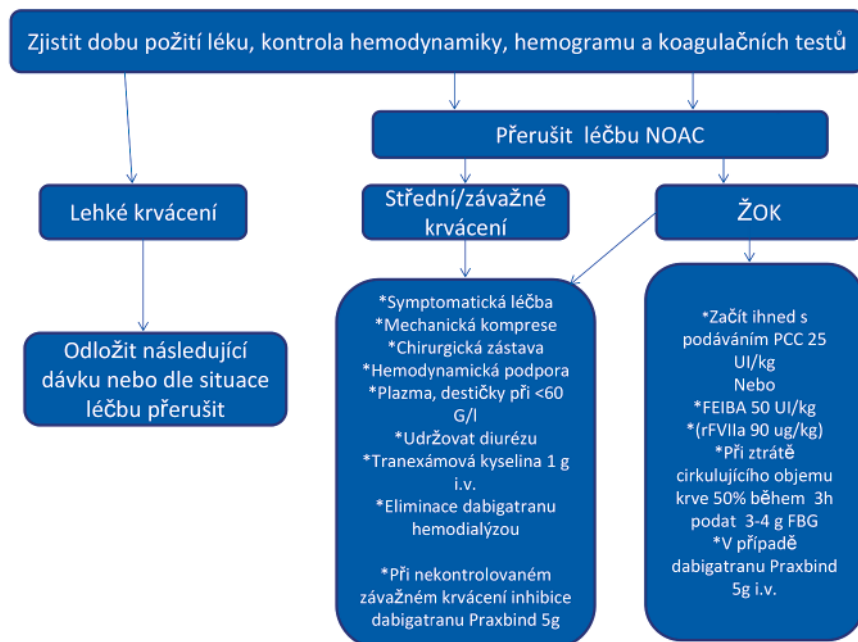 Zjistit dobu požití léku, kontrola hemodynamiky, hemogramu a koagulačních testů
Přerušit léčbu NOAC
Lehké krvácení
Střední/závažné
krvácení
ŽOK
Odložit následující
dávku nebo dle situace
léčbu přerušit
*Symptomatická léčba
*Mechanická komprese
*Chirurgická zástava
*Hemodynamická podpora
*Plazma, destičky při <60
G/l
*Udržovat diurézu
*Tranexámová kyselina 1 g
i.v.
*Eliminace dabigatranu
hemodialýzou
*Při nekontrolovaném
závažném krvácení inhibice
dabigatranu Praxbind 5g
*Začít ihned s
podáváním PCC 25
UI/kg
Nebo
*FEIBA 50 UI/kg
*(rFVIIa 90 ug/kg)
*Při ztrátě
cirkulujícího objemu
krve 50% během 3h
podat 3-4 g FBG
*V případě
dabigatranu Praxbind
5g i.v.